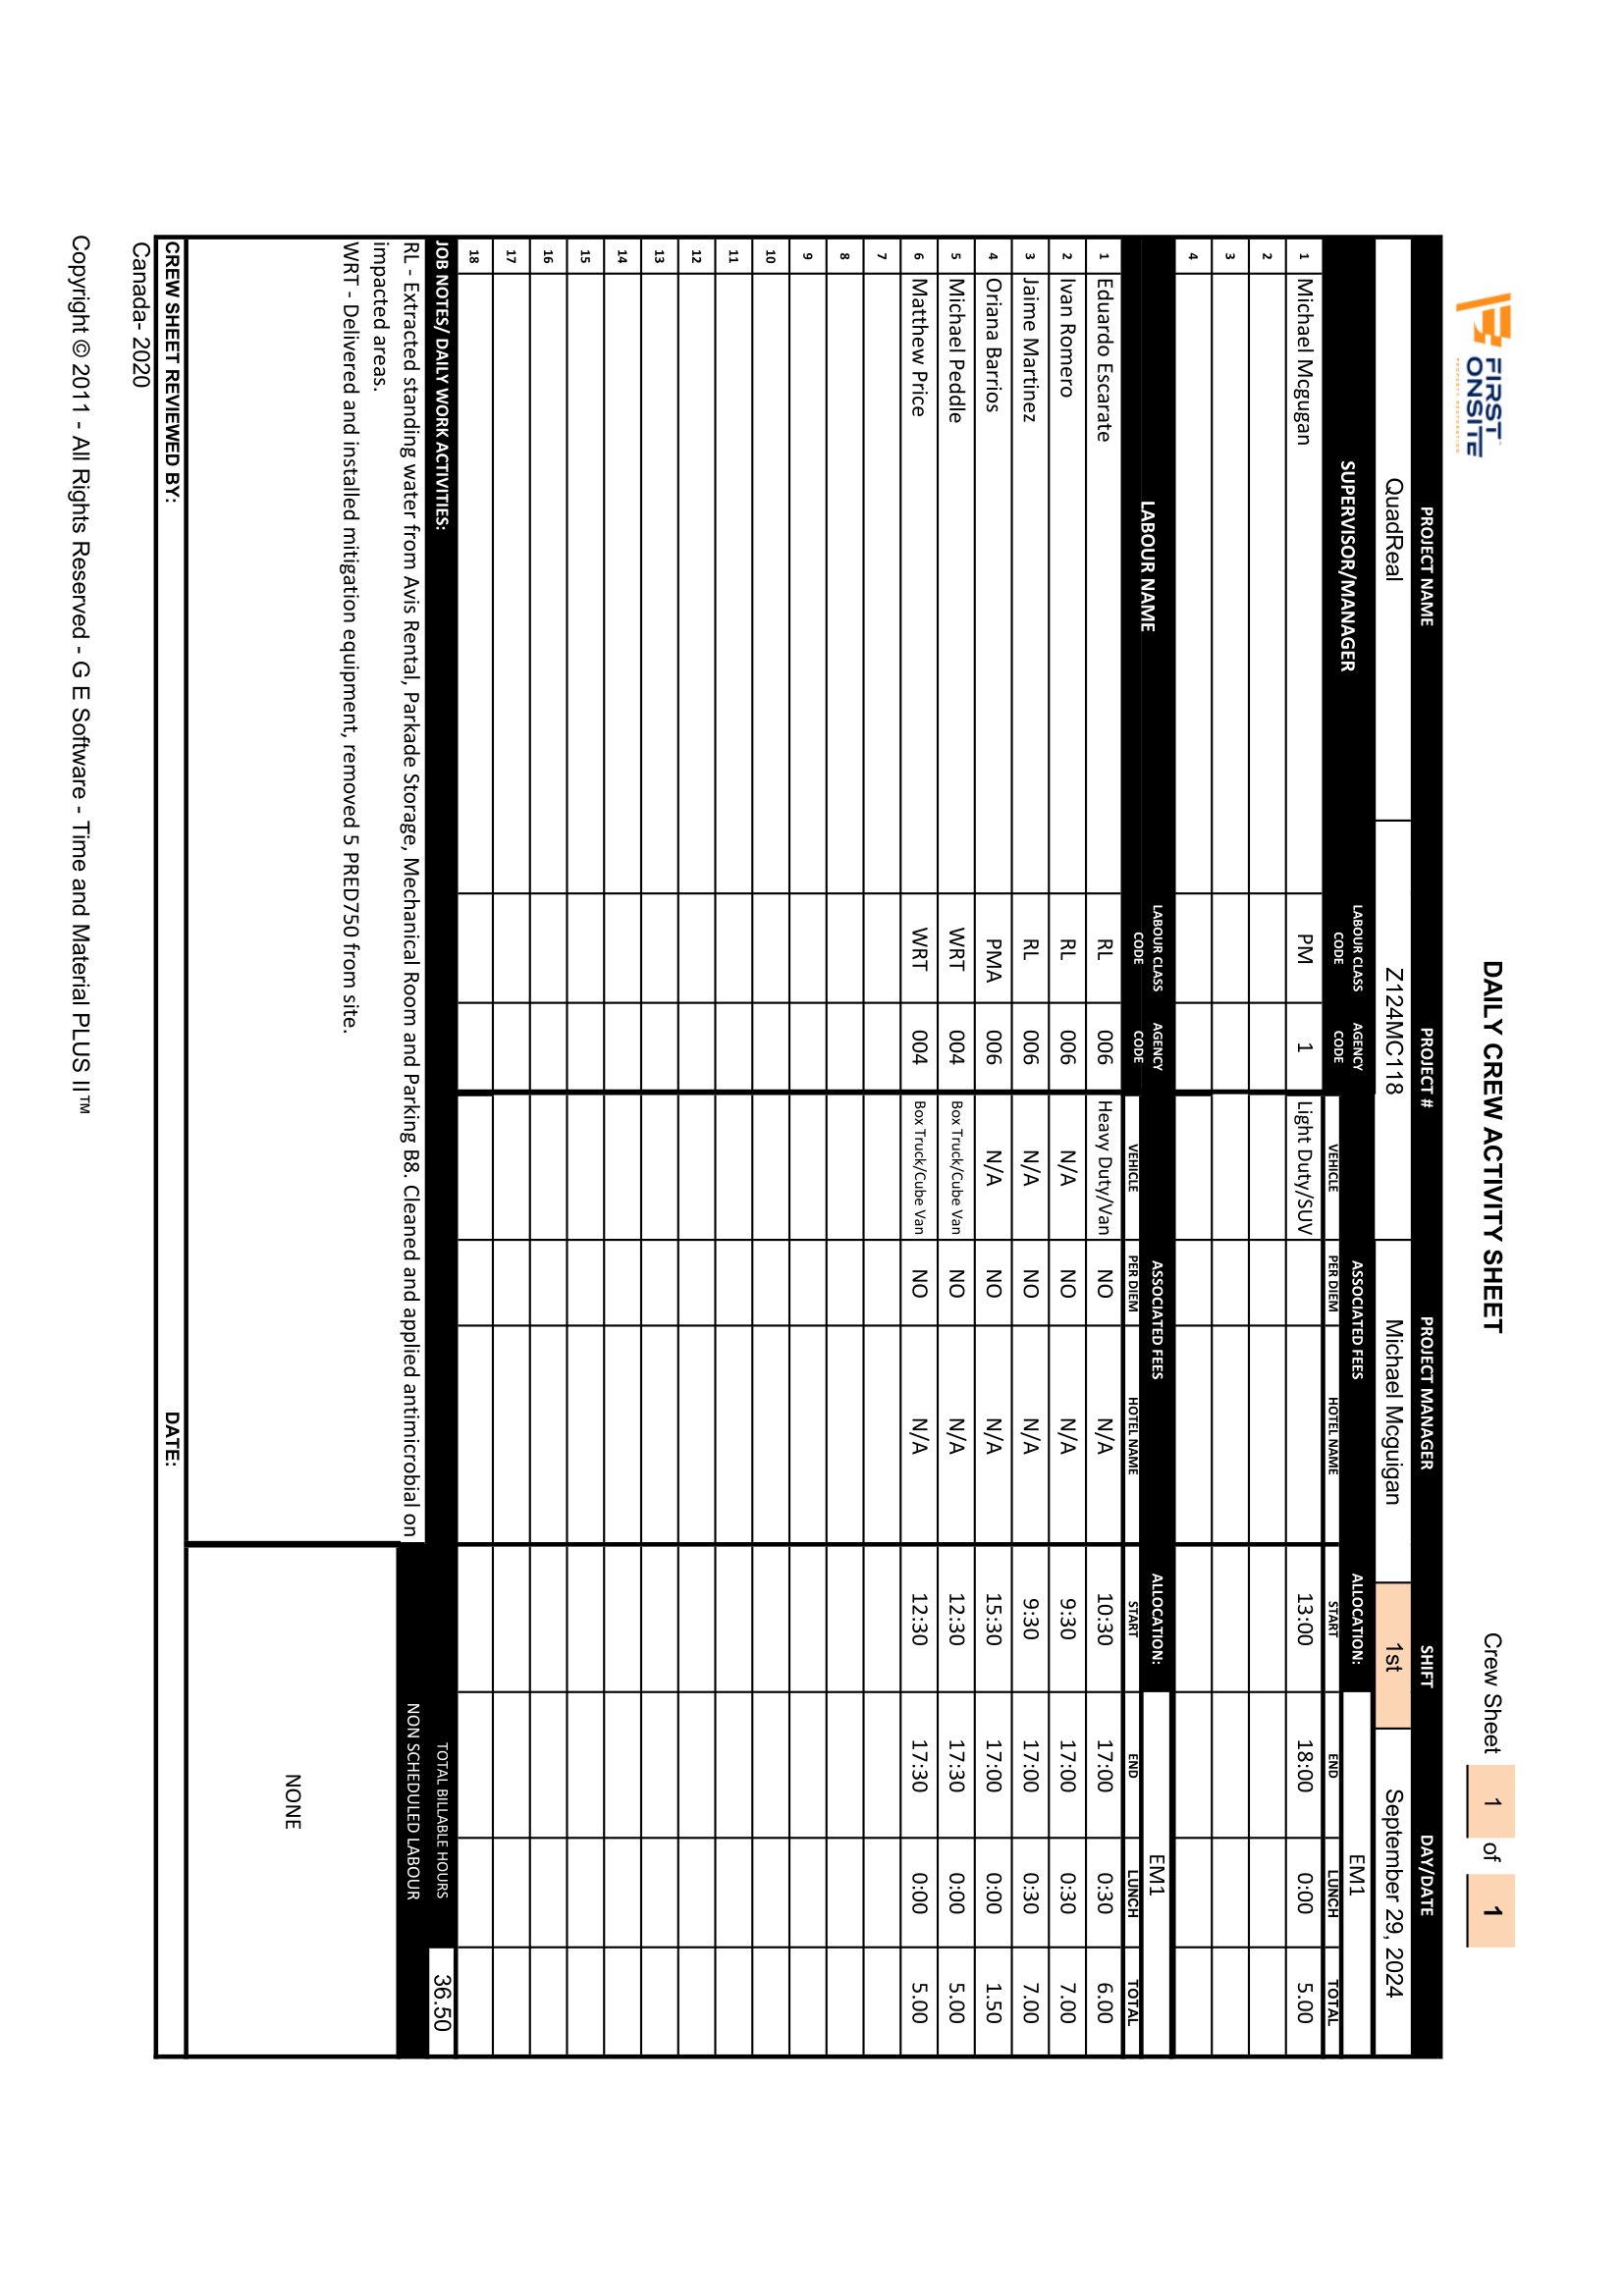 FIRST
ONSITE
PROPERTY RESTORATION
DAILY CREW ACTIVITY SHEET
Crew Sheet 1 of 1
PROJECT NAME PROJECT # PROJECT MANAGER SHIFT DAY/DATE
QuadReal Z124MC118 Michael Mcguigan 1st September 29, 2024
SUPERVISOR/MANAGER LABOUR CLASS CODE AGENCY CODE ASSOCIATED FEES ALLOCATION: EM1
VEHICLE PER DIEM HOTEL NAME START END LUNCH TOTAL
1 Michael Mcgugan PM 1 Light Duty/SUV 13:00 18:00 0:00 5.00
2
3
4
LABOUR NAME LABOUR CLASS CODE AGENCY CODE ASSOCIATED FEES ALLOCATION: EM1
VEHICLE PER DIEM HOTEL NAME START END LUNCH TOTAL
1 Eduardo Escarate RL 006 Heavy Duty/Van NO N/A 10:30 17:00 0:30 6.00
2 Ivan Romero RL 006 N/A NO N/A 9:30 17:00 0:30 7.00
3 Jaime Martinez RL 006 N/A NO N/A 9:30 17:00 0:30 7.00
4 Oriana Barrios PMA 006 N/A NO N/A 15:30 17:00 0:00 1.50
5 Michael Peddle WRT 004 Box Truck/Cube Van NO N/A 12:30 17:30 0:00 5.00
6 Matthew Price WRT 004 Box Truck/Cube Van NO N/A 12:30 17:30 0:00 5.00
7
8
9
10
11
12
13
14
15
16
17
18
JOB NOTES/ DAILY WORK ACTIVITIES: TOTAL BILLABLE HOURS 36.50
RL - Extracted standing water from Avis Rental, Parkade Storage, Mechanical Room and Parking B8. Cleaned and applied antimicrobial on
impacted areas.
WRT - Delivered and installed mitigation equipment, removed 5 PRED750 from site.
NON SCHEDULED LABOUR
NONE
CREW SHEET REVIEWED BY: DATE:
Canada- 2020
Copyright © 2011 - All Rights Reserved - G E Software - Time and Material PLUS II™